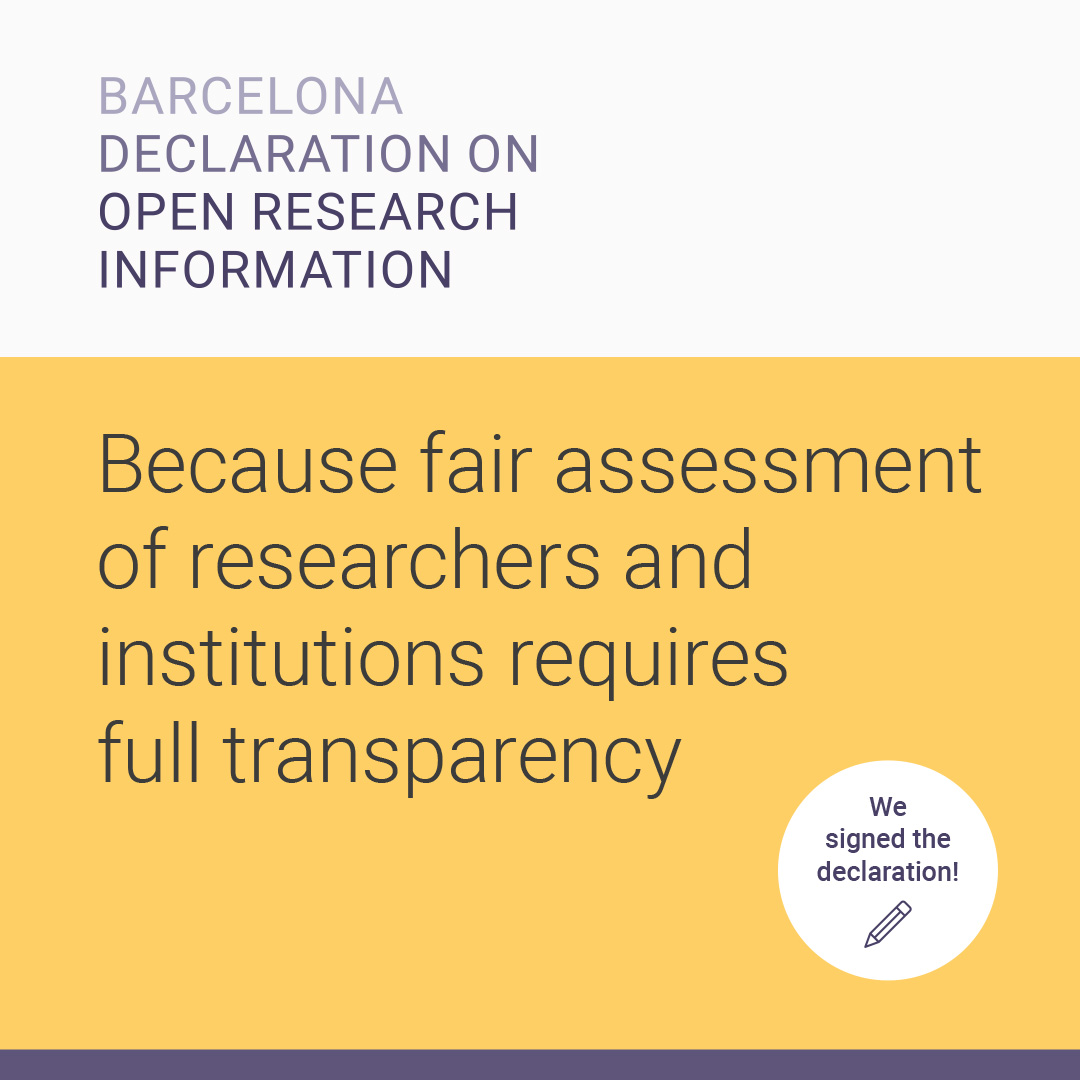 BARCELONA
DECLARATION ON
OPEN RESEARCH
INFORMATION
Because fair assessment
of researchers and
institutions requires
full transparency
We
signed the
declaration!